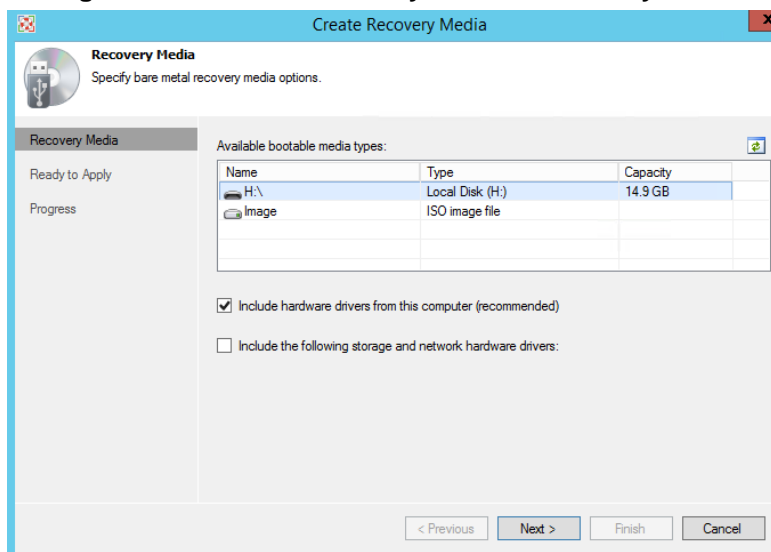 Create Recovery Media
Recovery Media
Specify bare metal recovery media options.
Recovery Media
Ready to Apply
Progress
Available bootable media types:
Name Type Capacity
H:\ Local Disk (H:) 14.9 GB
Image ISO image file
Include hardware drivers from this computer (recommended)
Include the following storage and network hardware drivers:
< Previous Next > Finish Cancel